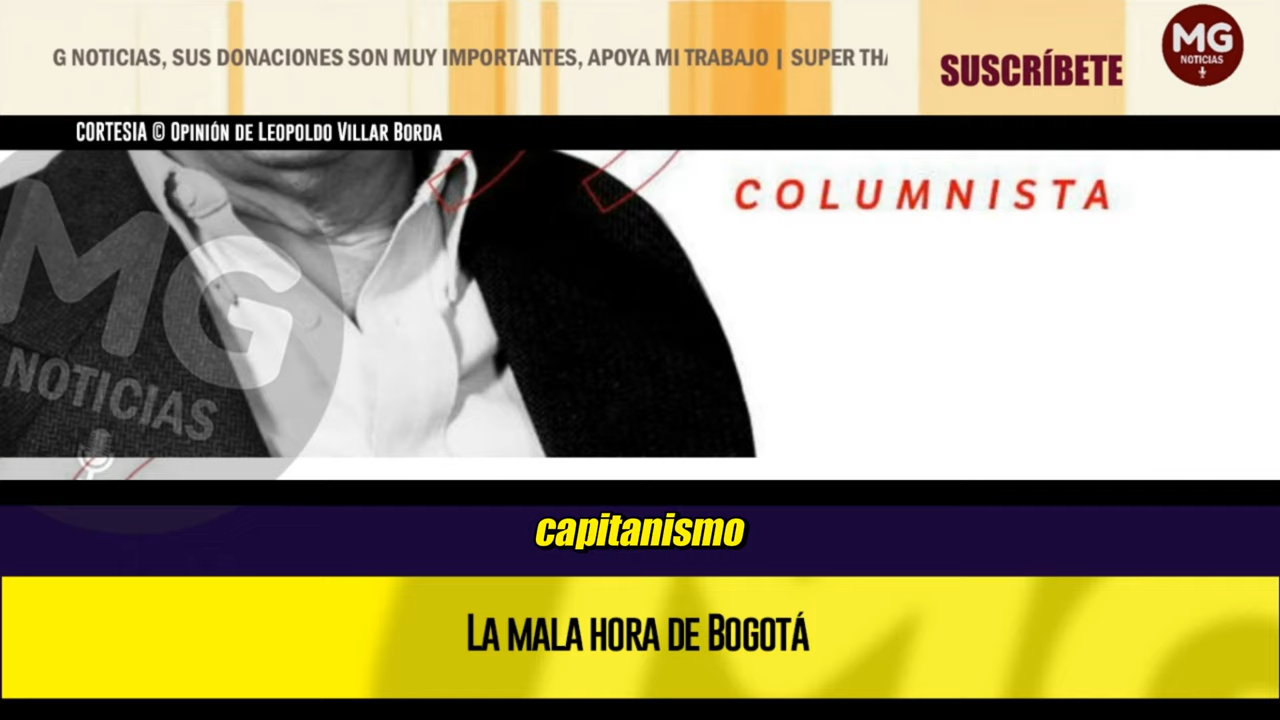 G NOTICIAS, SUS DONACIONES SON MUY IMPORTANTES, APOYA MI TRABAJO | SUPER THA
SUSCRÍBETE
MG
NOTICIAS
CORTESIA © OPINIÓN DE LEOPOLDO VILLAR BORDA
COLUMNISTA
MG
NOTICIAS
capitanismo
LA MALA HORA DE BOGOTÁ